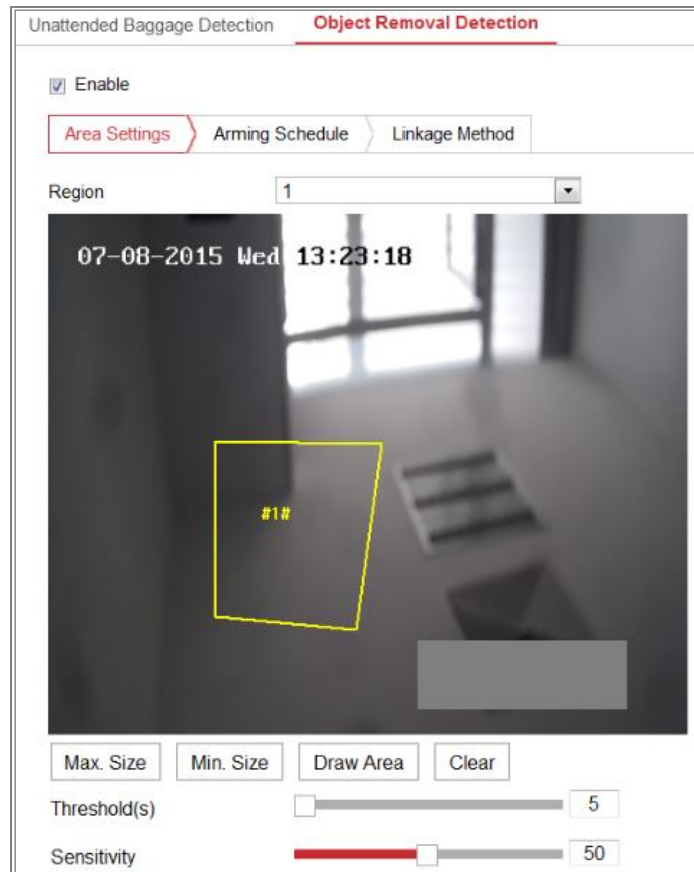 Unattended Baggage Detection Object Removal Detection
Enable
Area Settings Arming Schedule Linkage Method
Region 1
07-08-2015 Wed 13:23:18
#1#
Max. Size Min. Size Draw Area Clear
Threshold(s) 5
Sensitivity 50